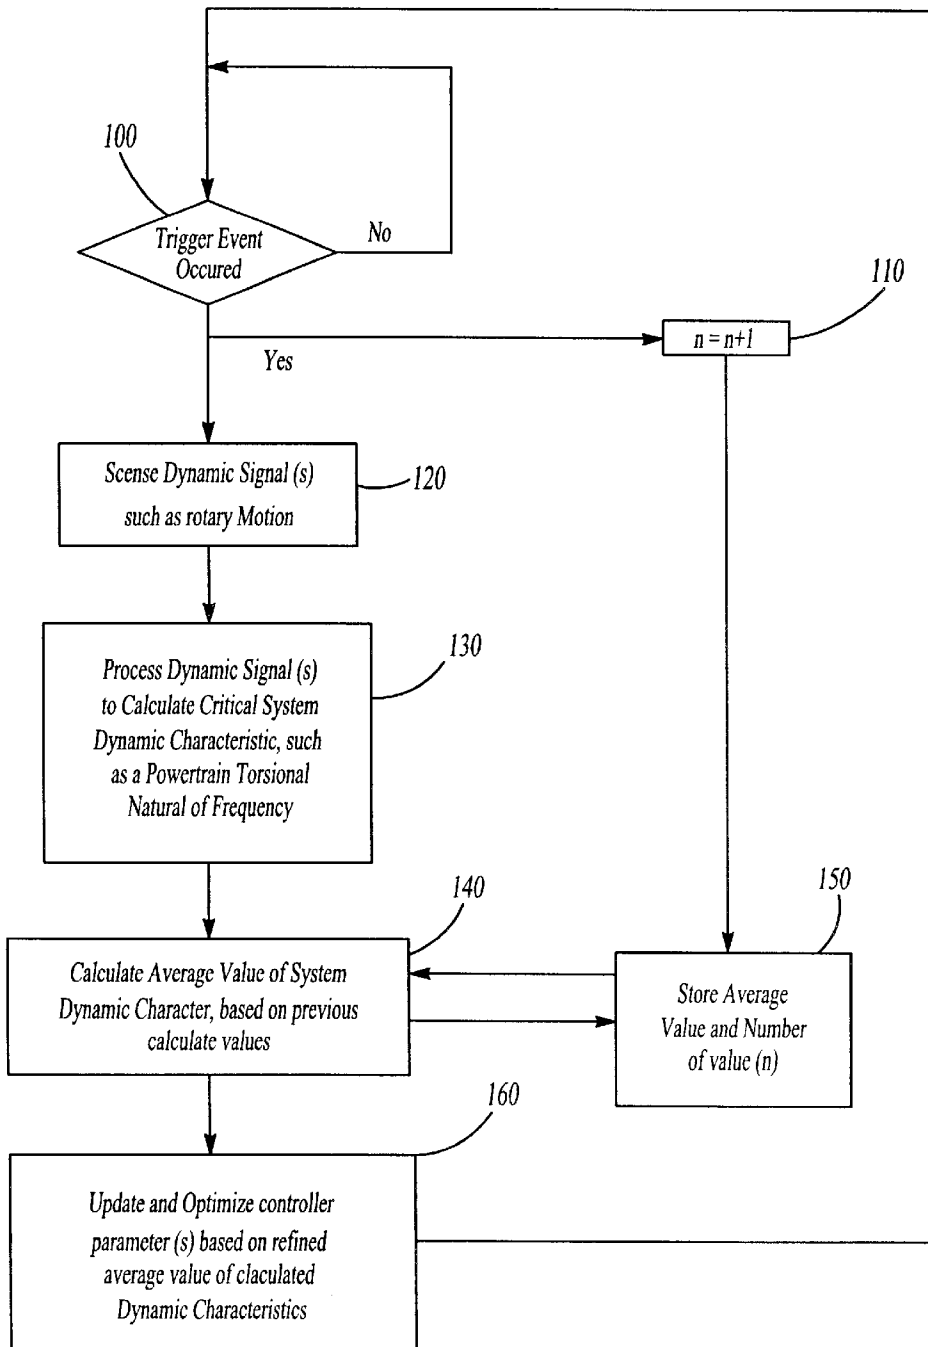 100
Trigger Event
Occured
No
110
n = n+1
Yes
Scense Dynamic Signal (s)
such as rotary Motion
120
130
Process Dynamic Signal (s)
to Calculate Critical System
Dynamic Characteristic, such
as a Powertrain Torsional
Natural of Frequency
140
Calculate Average Value of System
Dynamic Character, based on previous
calculate values
150
Store Average
Value and Number
of value (n)
160
Update and Optimize controller
parameter (s) based on refined
average value of claculated
Dynamic Characteristics